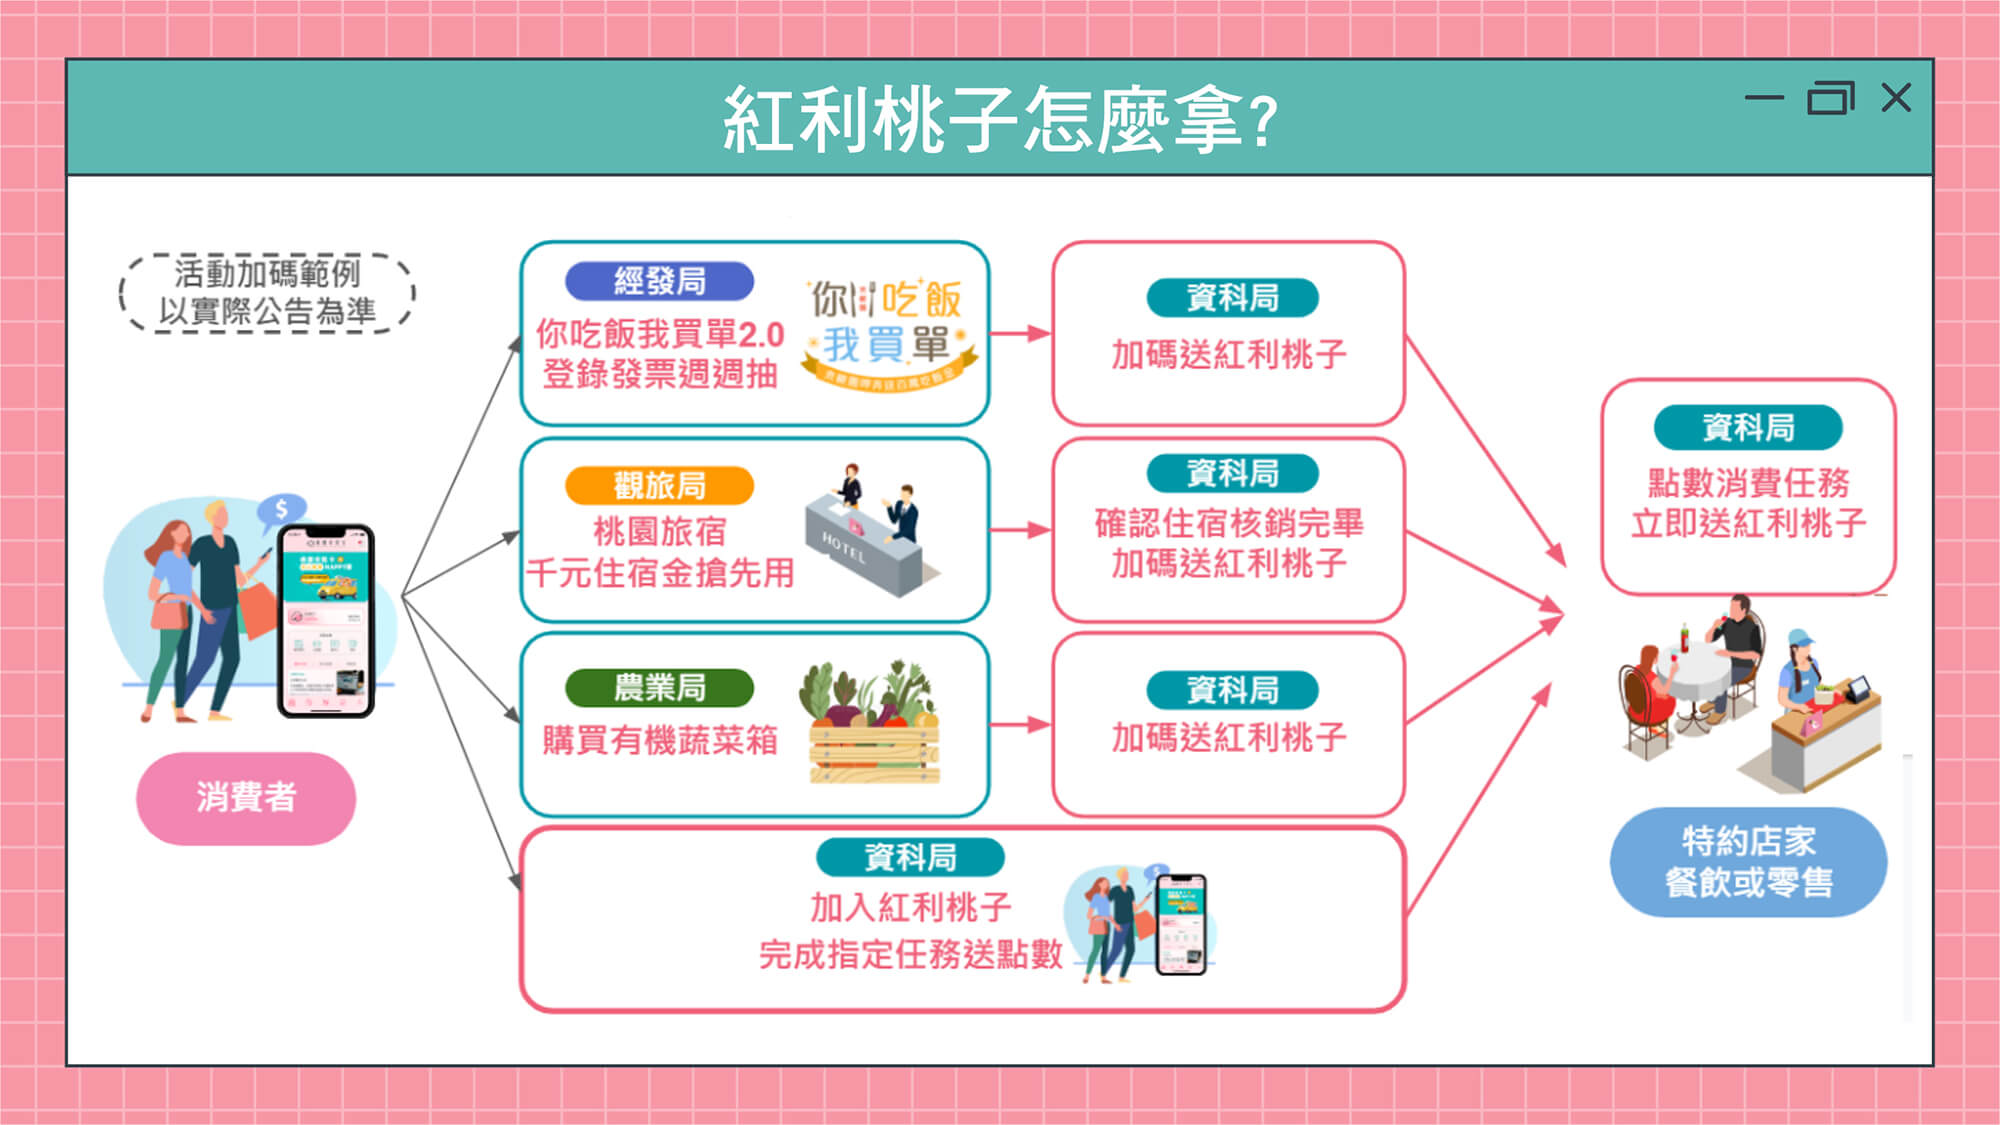 紅利桃子怎麼拿?
活動加碼範例
以實際公告為準
消費者
經發局
你吃飯我買單2.0
登錄發票週週抽
你吃飯
我買單
資科局
加碼送紅利桃子
觀旅局
桃園旅宿
千元住宿金搶先用
HOTEL
資科局
確認住宿核銷完畢
加碼送紅利桃子
農業局
購買有機蔬菜箱
資科局
加碼送紅利桃子
資科局
加入紅利桃子
完成指定任務送點數
資科局
點數消費任務
立即送紅利桃子
特約店家
餐飲或零售